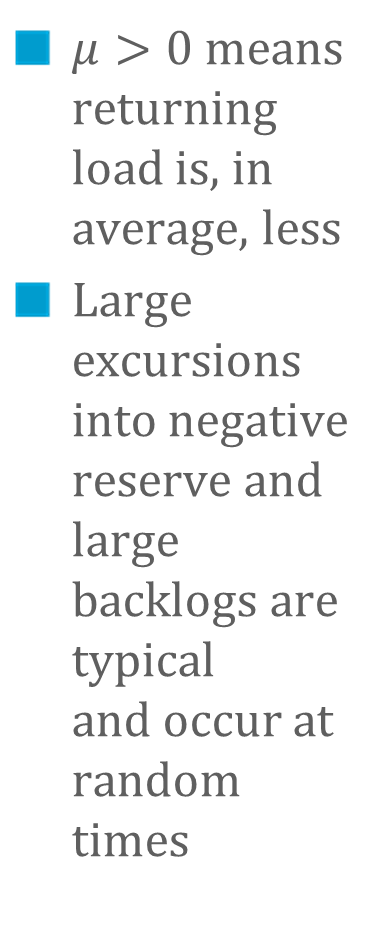 𝜇 > 0 means
returning
load is, in
average, less
Large
excursions
into negative
reserve and
large
backlogs are
typical
and occur at
random
times